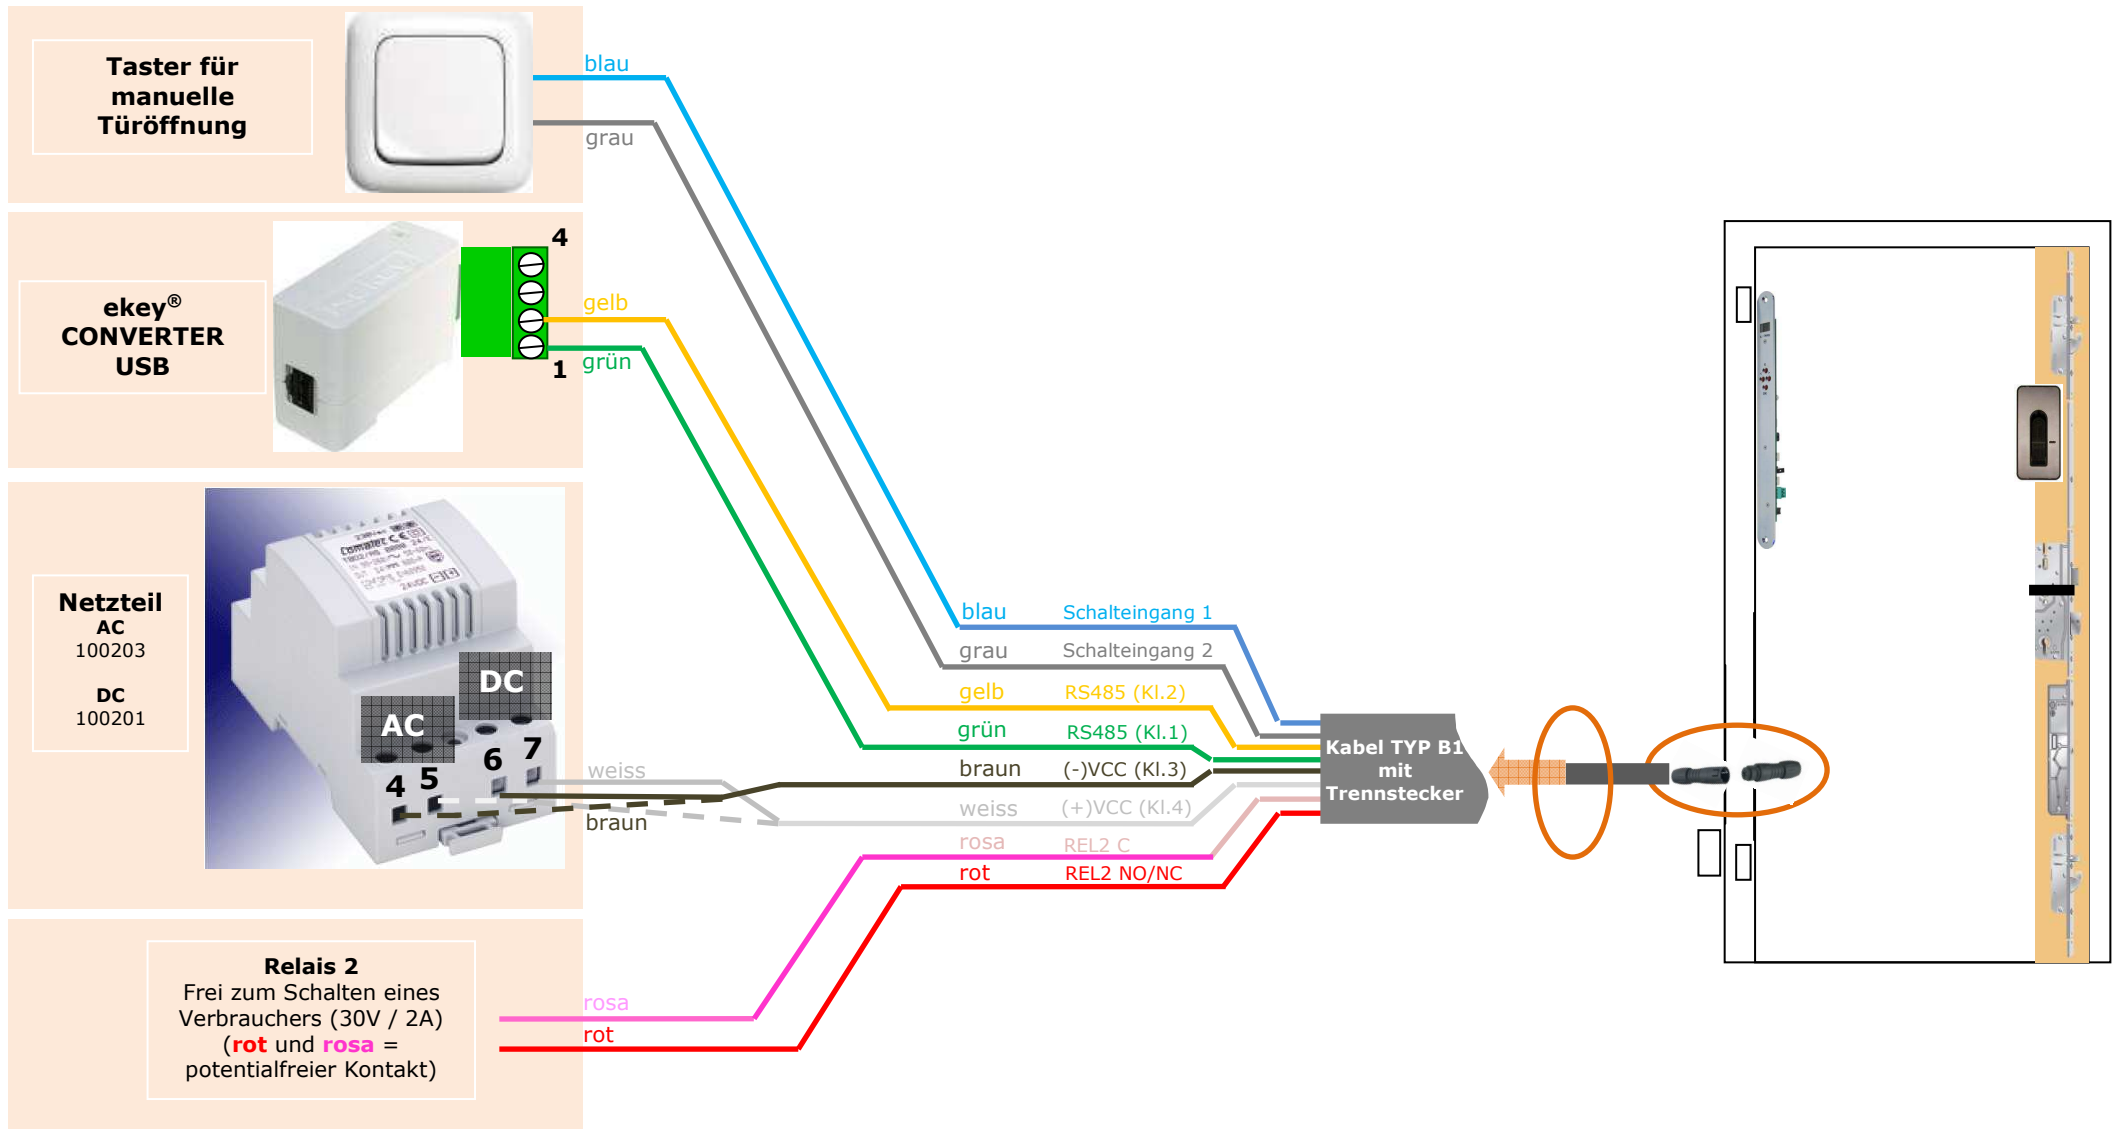 Taster für
manuelle
Türöffnung
blau
grau
ekey®
CONVERTER
USB
4
1
gelb
grün
Netzteil
AC
100203
DC
100201
comatec CE
24VDC
DC
AC
4 5 6 7
weiss
braun
blau Schalteingang 1
grau Schalteingang 2
gelb RS485 (Kl.2)
grün RS485 (Kl.1)
braun (-)VCC (Kl.3)
weiss (+)VCC (Kl.4)
rosa REL2 C
rot REL2 NO/NC
Kabel TYP B1
mit
Trennstecker
Relais 2
Frei zum Schalten eines
Verbrauchers (30V / 2A)
(rot und rosa =
potentialfreier Kontakt)
rosa
rot